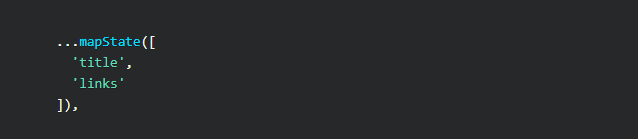 ...mapState([
'title',
'links'
]),